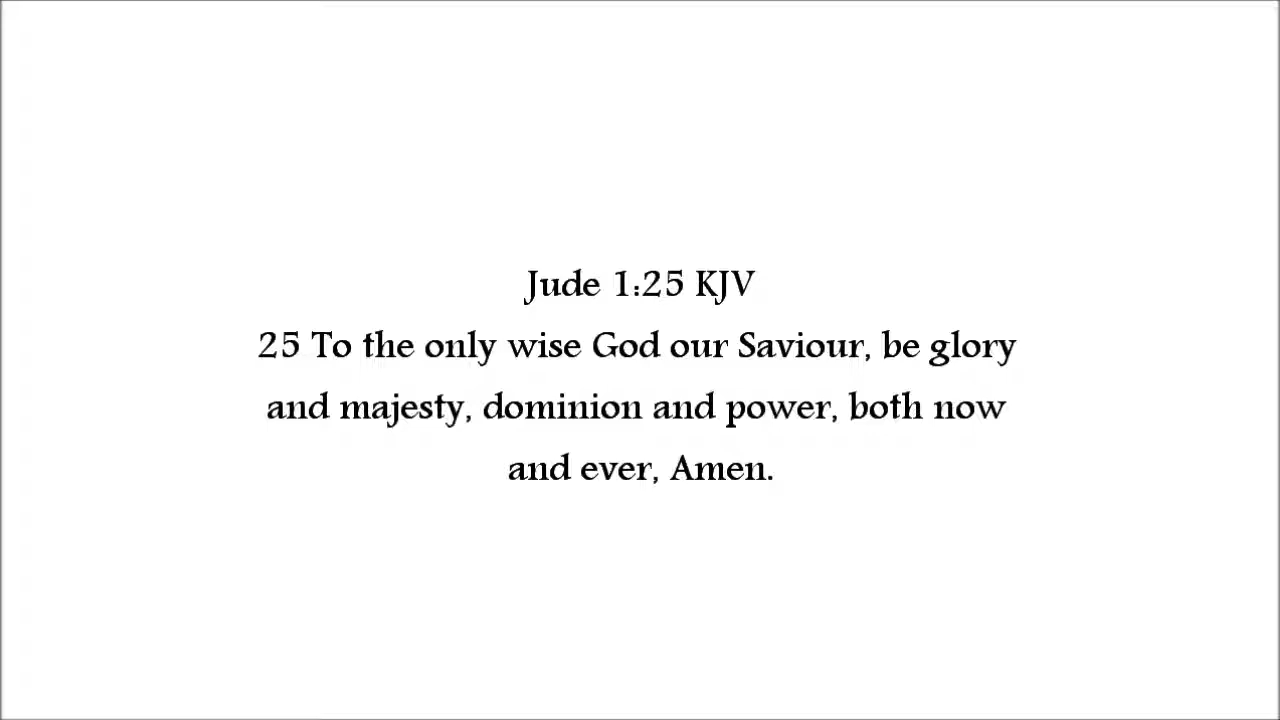 Jude 1:25 KJV
25 To the only wise God our Saviour, be glory
and majesty, dominion and power, both now
and ever, Amen.